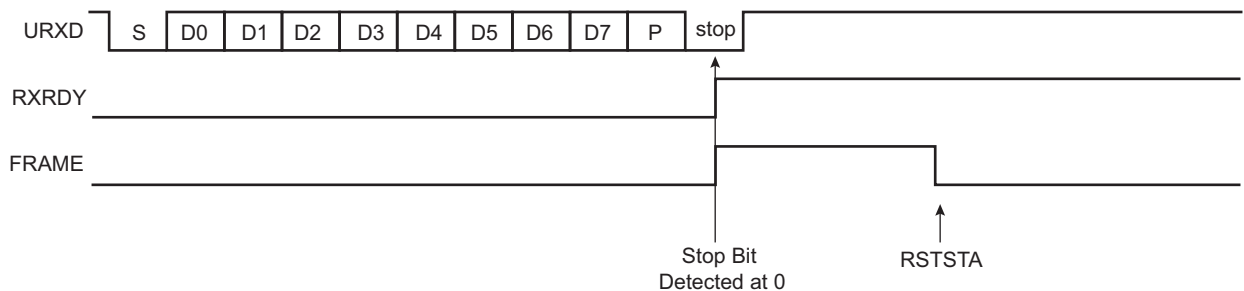 URXD S D0 D1 D2 D3 D4 D5 D6 D7 P stop
RXRDY
FRAME
Stop Bit
Detected at 0
RSTSTA